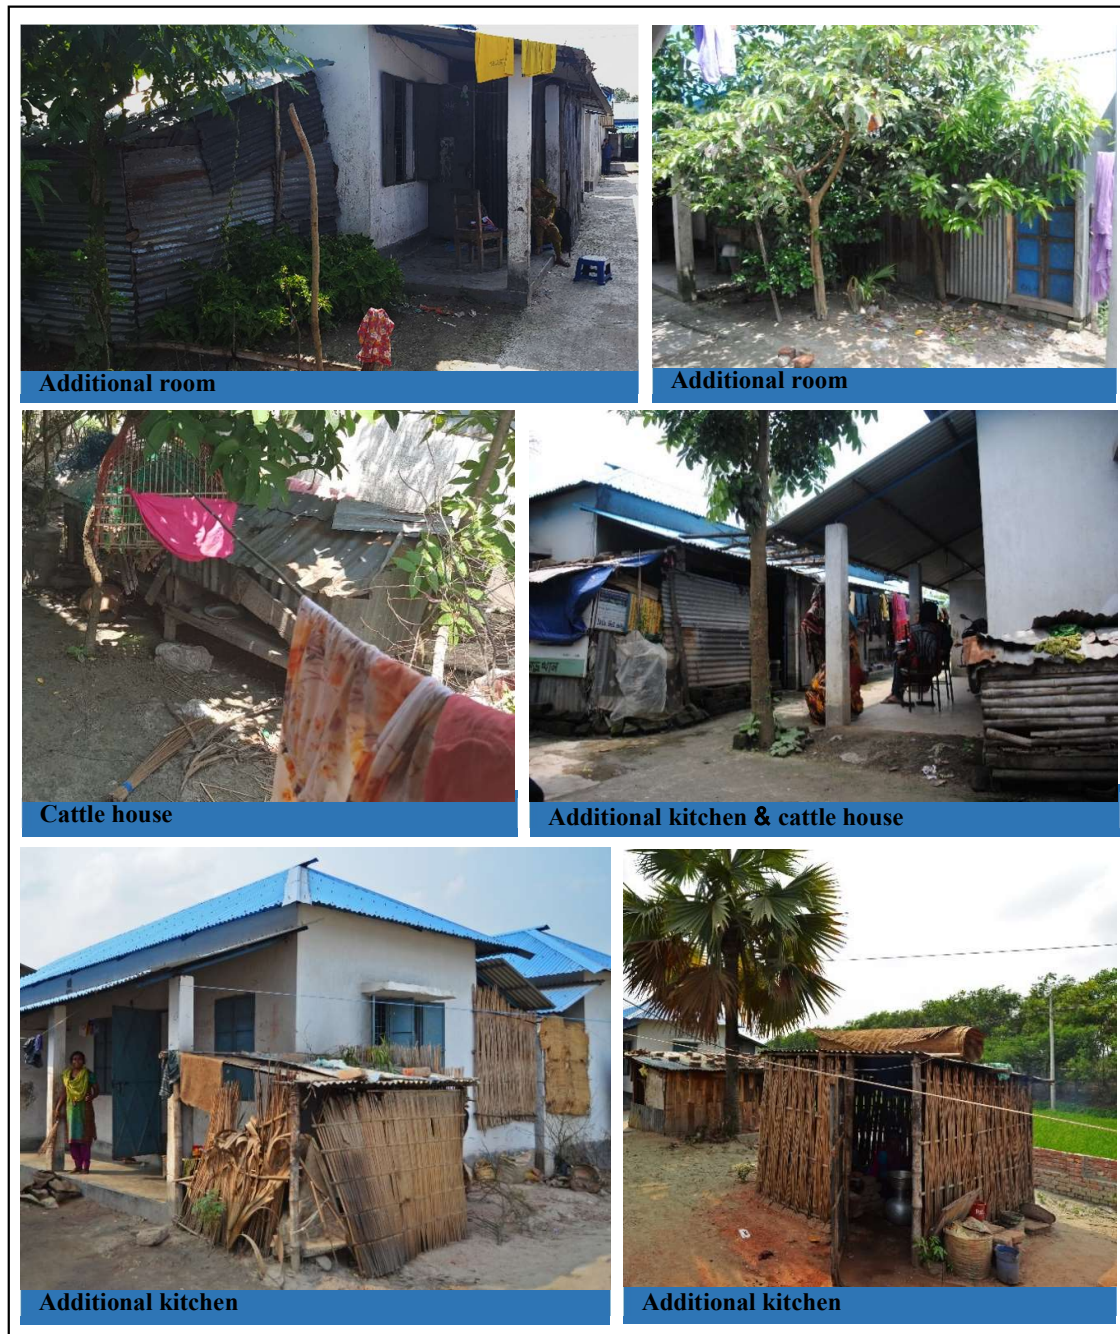 Additional room
Additional room
Cattle house
Additional kitchen & cattle house
Additional kitchen
Additional kitchen